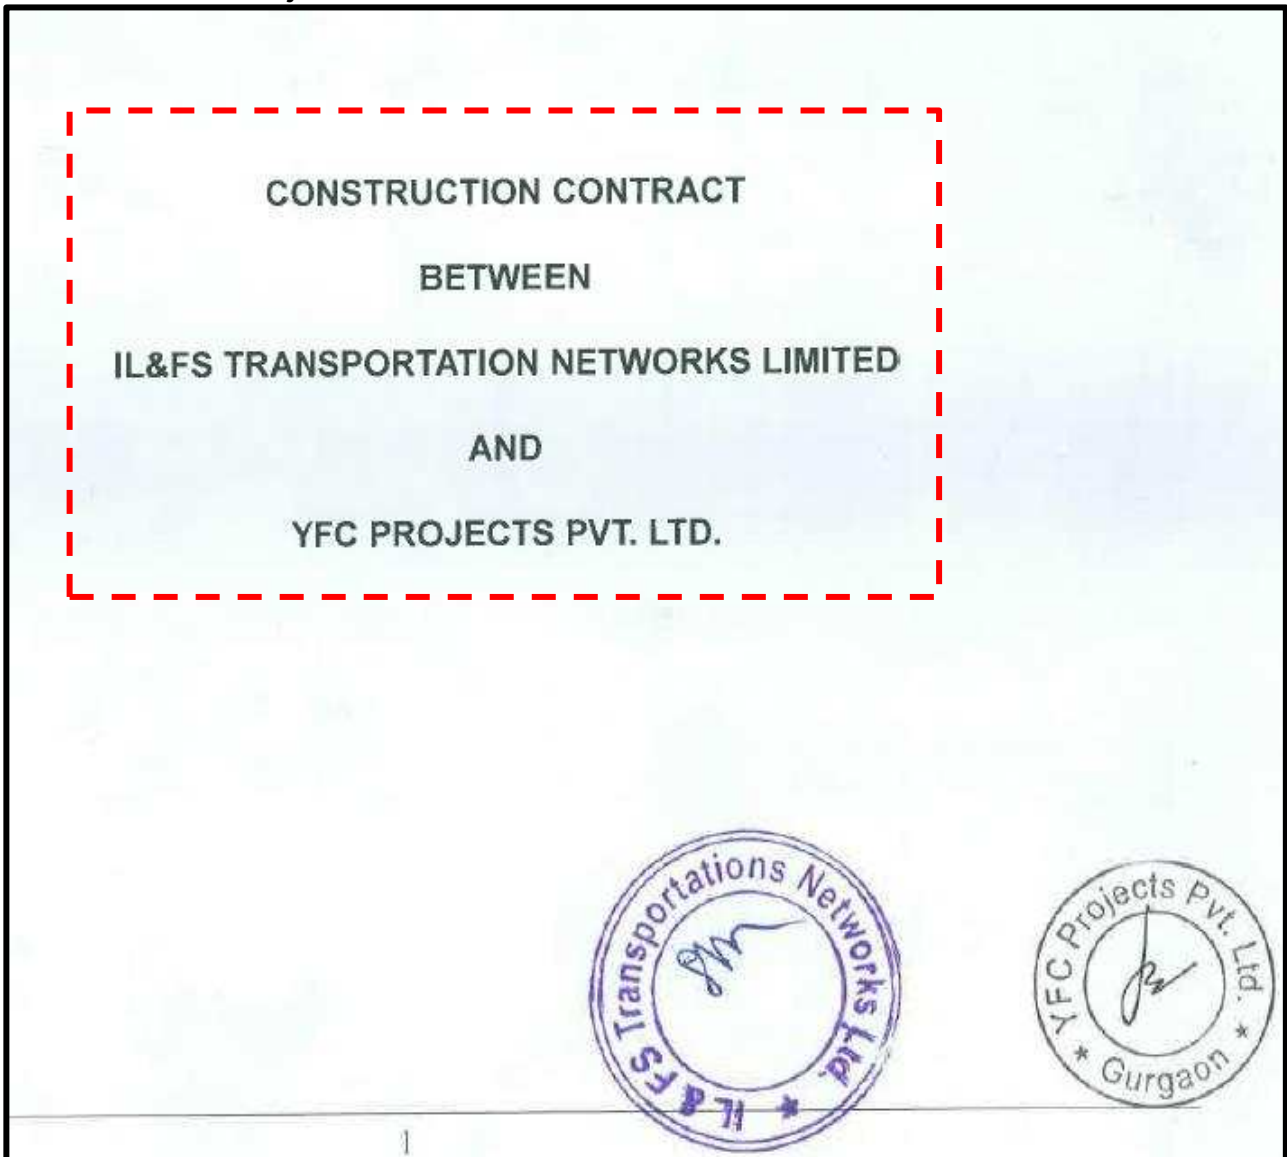 CONSTRUCTION CONTRACT
BETWEEN
IL&FS TRANSPORTATION NETWORKS LIMITED
AND
YFC PROJECTS PVT. LTD.
IL & FS Transportations Networks Ltd. *
* YFC Projects Pvt. Ltd. *
Gurgaon
1